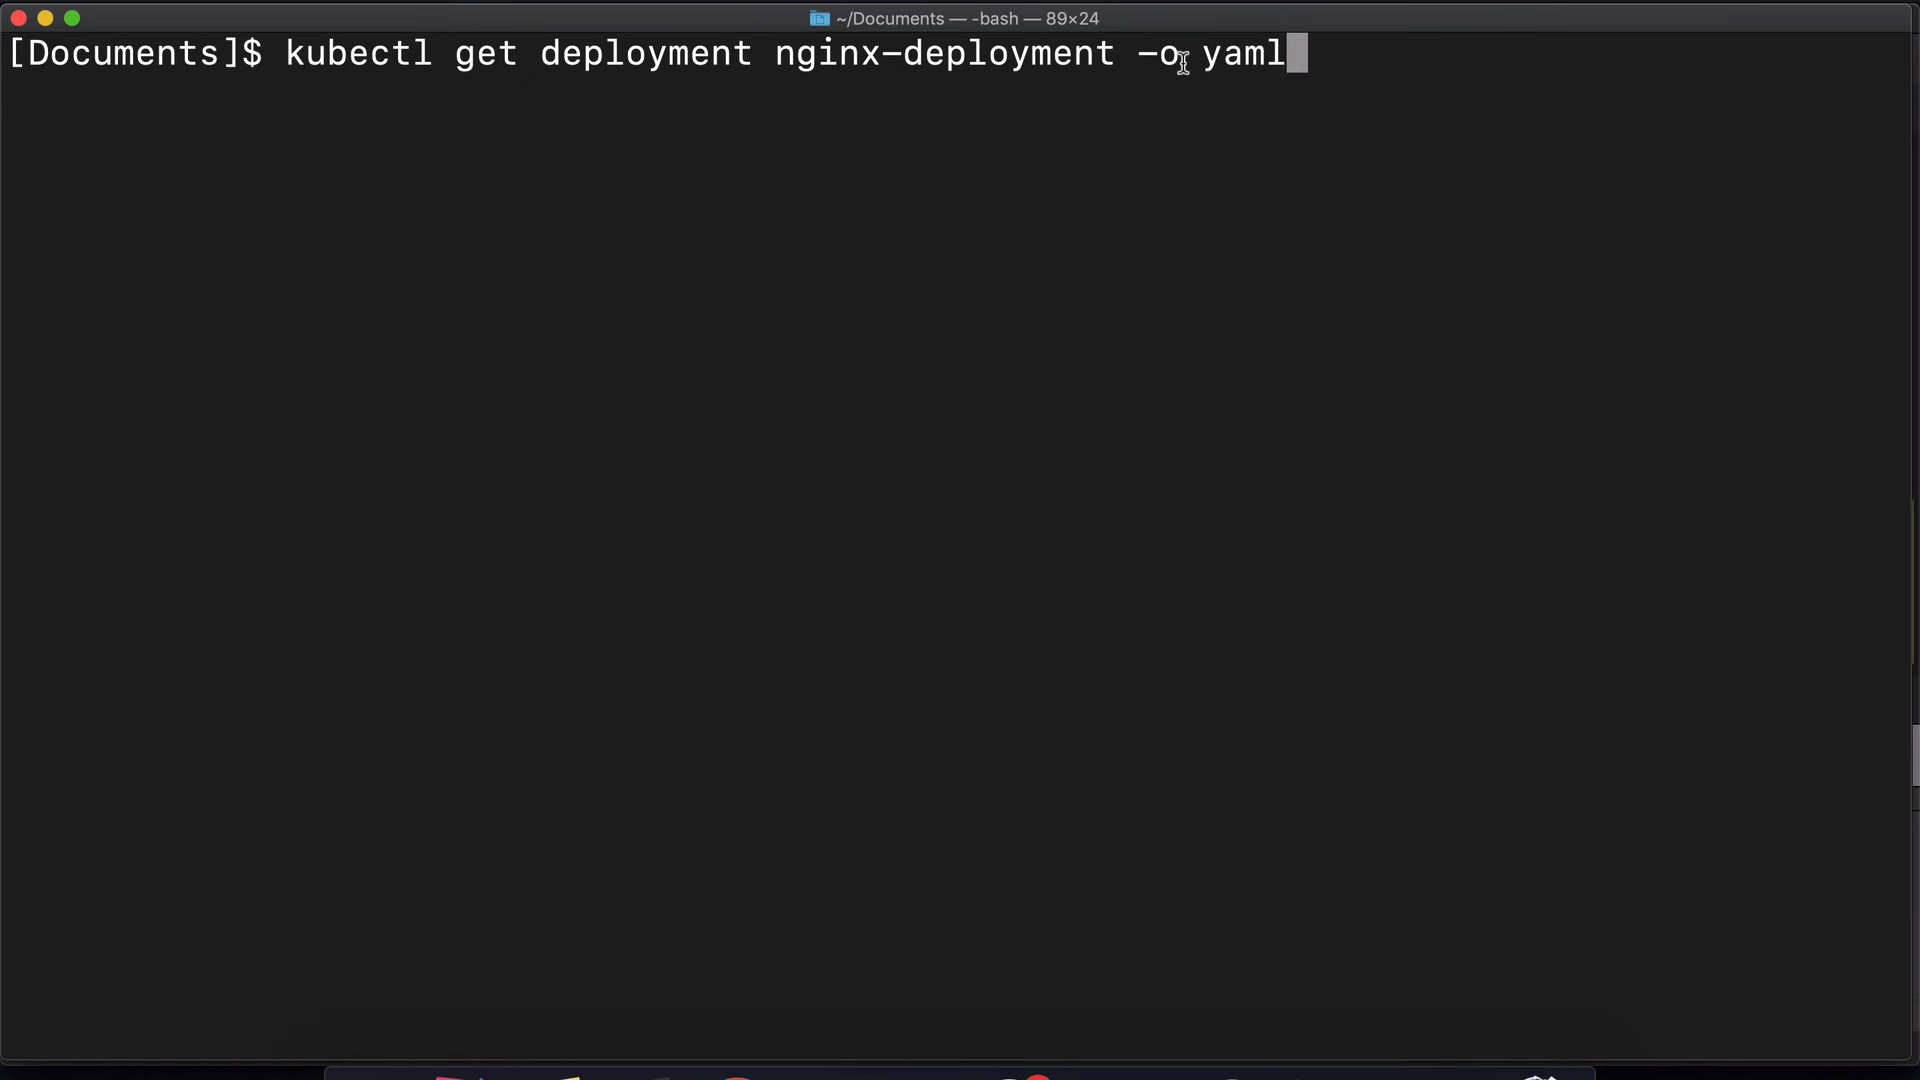 ~/Documents — -bash — 89×24
[Documents]$ kubectl get deployment nginx-deployment -o yaml